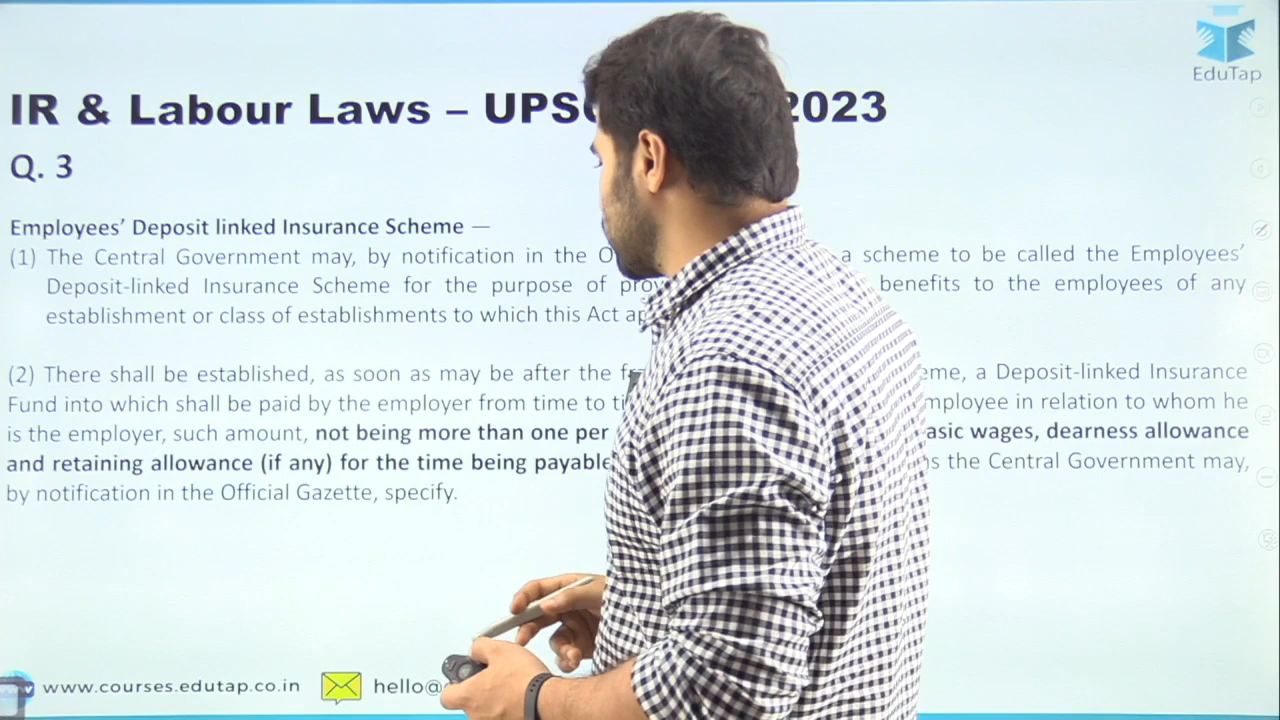 EduTap
IR & Labour Laws – UPS 2023
Q. 3
Employees’ Deposit linked Insurance Scheme —
(1) The Central Government may, by notification in the a scheme to be called the Employees’
Deposit-linked Insurance Scheme for the purpose of benefits to the employees of any
establishment or class of establishments to which this Act
(2) There shall be established, as soon as may be after the a Deposit-linked Insurance
Fund into which shall be paid by the employer from time to employee in relation to whom he
is the employer, such amount, not being more than one per basic wages, dearness allowance
and retaining allowance (if any) for the time being payable the Central Government may,
by notification in the Official Gazette, specify.
www.courses.edutap.co.in hello@